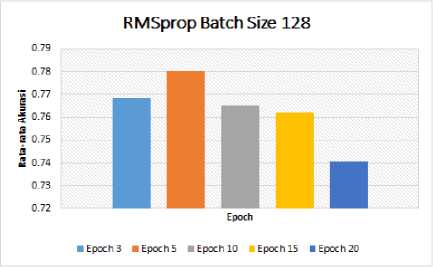 RMSprop Batch Size 128
0.79
0.78
0.77
0.76
0.75
0.74
0.73
0.72
Rata-rata Akurasi
Epoch
Epoch 3 Epoch 5 Epoch 10 Epoch 15 Epoch 20